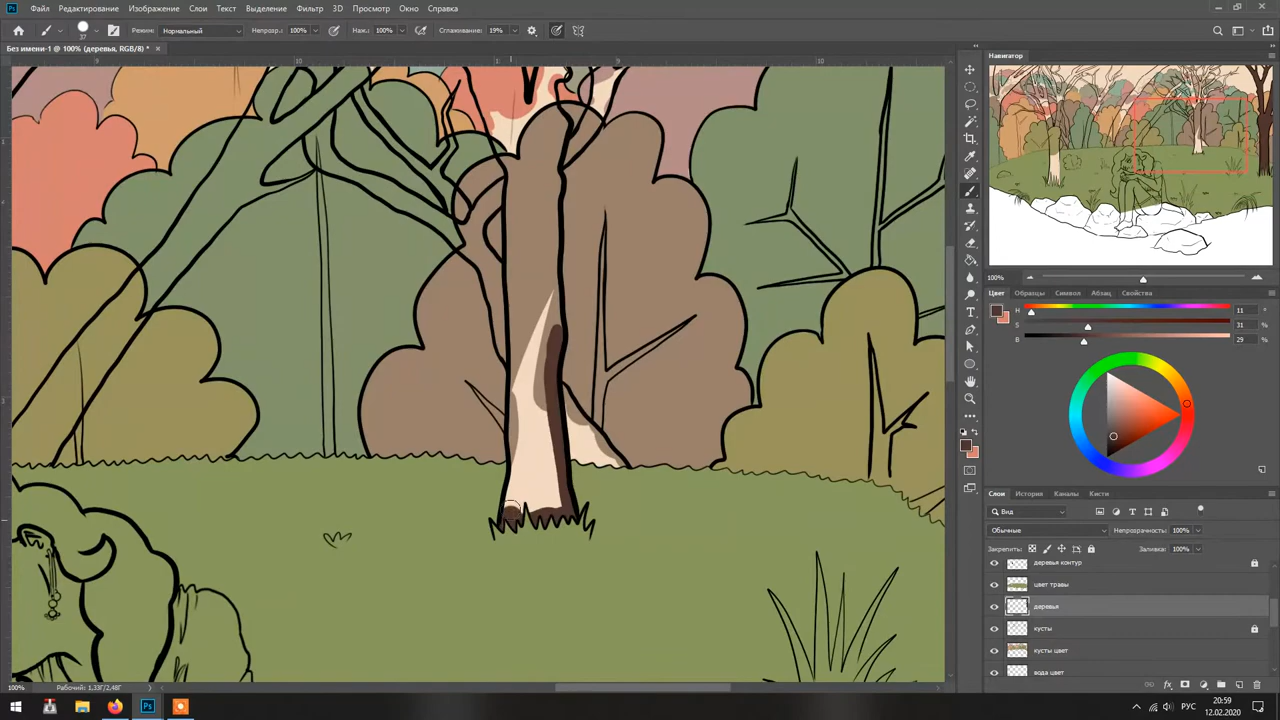 Файл Редактирование Изображение Слои Текст Выделение Фильтр 3D Просмотр Окно Справка
37 Режим: Нормальный Непрозр.: 100% Наж.: 100% Сглаживание: 19%
Без имени-1 @ 100% (деревья, RGB/8) *
Навигатор
100%
Цвет Образцы Символ Абзац Свойства
H 11 °
S 31 %
B 29 %
Слои История Каналы Кисти
Вид
Обычные Непрозрачность: 100%
Закрепить: Заливка: 100%
деревья контур
цвет травы
деревья
кусты
кусты цвет
вода цвет
100% Рабочий: 1,33Г/2,48Г
РУС
20:59
12.02.2020